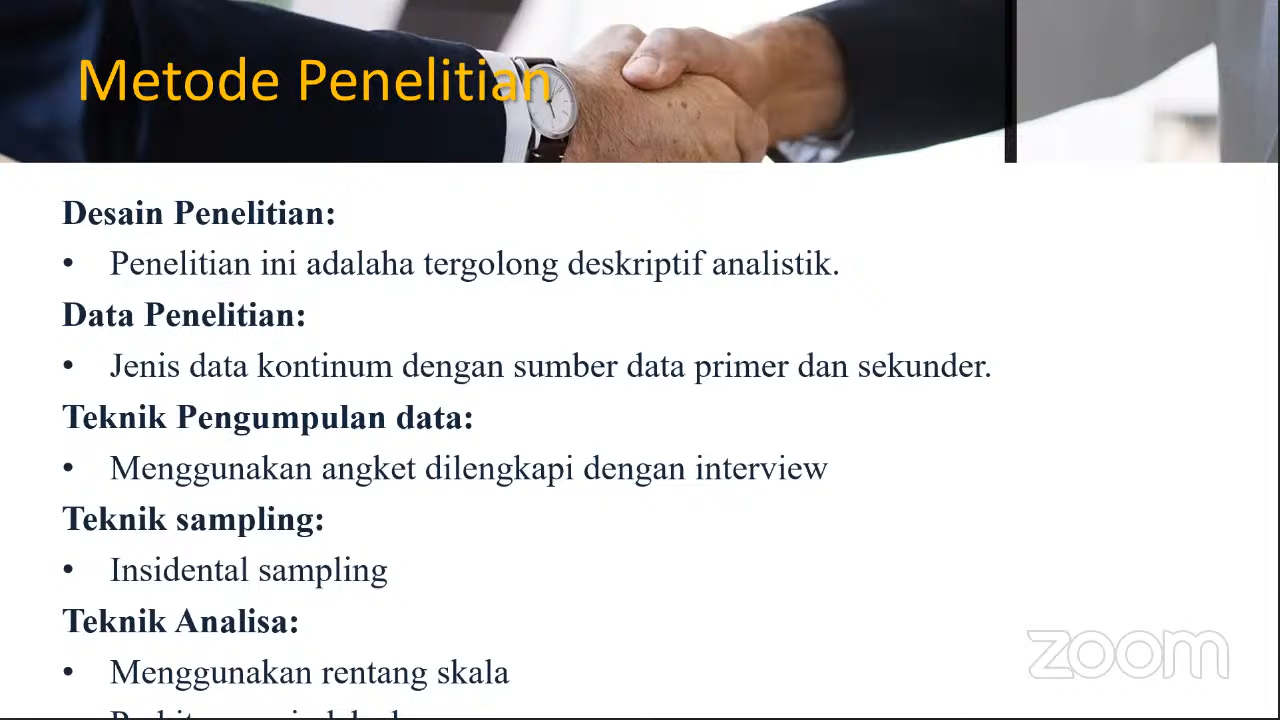 Metode Penelitian
Desain Penelitian:
• Penelitian ini adalaha tergolong deskriptif analistik.
Data Penelitian:
• Jenis data kontinum dengan sumber data primer dan sekunder.
Teknik Pengumpulan data:
• Menggunakan angket dilengkapi dengan interview
Teknik sampling:
• Insidental sampling
Teknik Analisa:
• Menggunakan rentang skala
zoom